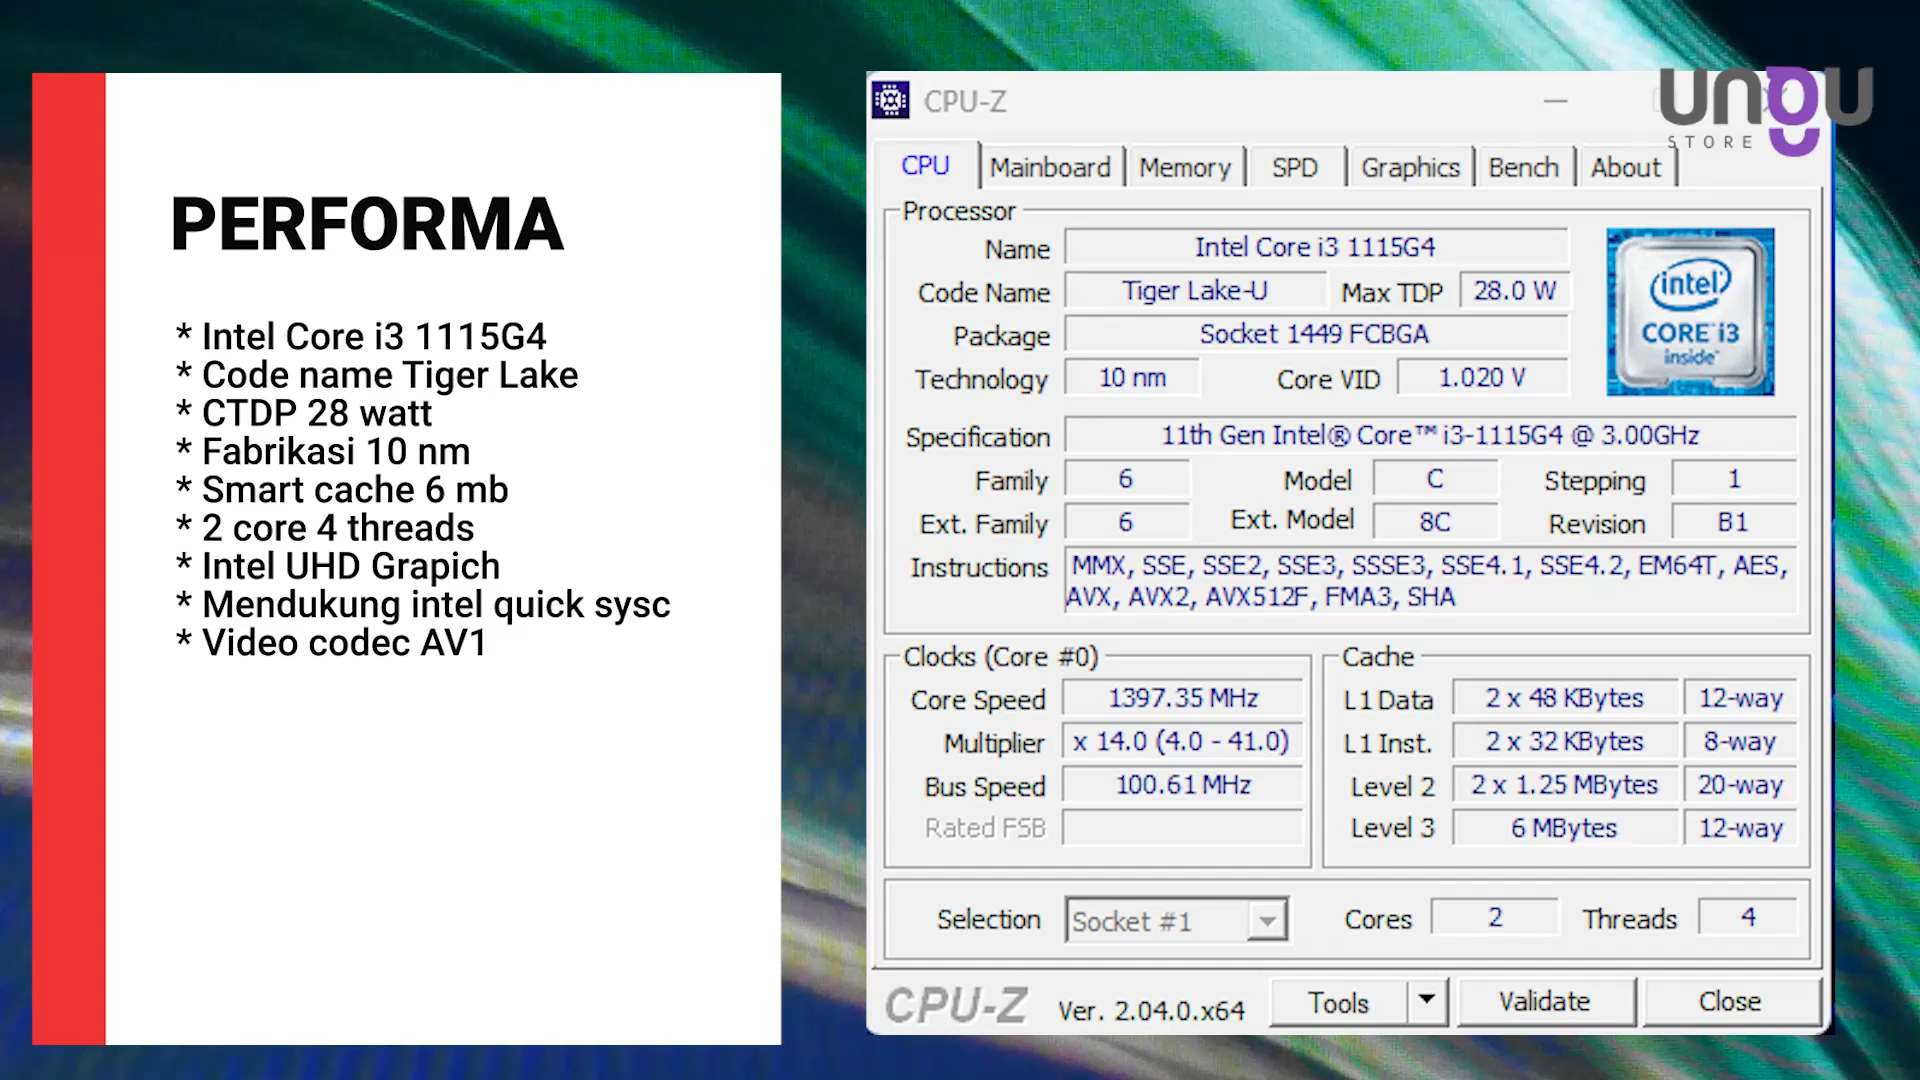 PERFORMA
* Intel Core i3 1115G4
* Code name Tiger Lake
* CTDP 28 watt
* Fabrikasi 10 nm
* Smart cache 6 mb
* 2 core 4 threads
* Intel UHD Grapich
* Mendukung intel quick sysc
* Video codec AV1
ungu
STORE
CPU-Z
CPU Mainboard Memory SPD Graphics Bench About
Processor
Name Intel Core i3 1115G4
Code Name Tiger Lake-U Max TDP 28.0 W
Package Socket 1449 FCBGA
Technology 10 nm Core VID 1.020 V
intel
CORE i3
inside™
Specification 11th Gen Intel® Core™ i3-1115G4 @ 3.00GHz
Family 6 Model C Stepping 1
Ext. Family 6 Ext. Model 8C Revision B1
Instructions MMX, SSE, SSE2, SSE3, SSSE3, SSE4.1, SSE4.2, EM64T, AES,
AVX, AVX2, AVX512F, FMA3, SHA
Clocks (Core #0)
Core Speed 1397.35 MHz
Multiplier x 14.0 (4.0 - 41.0)
Bus Speed 100.61 MHz
Rated FSB
Cache
L1 Data 2 x 48 KBytes 12-way
L1 Inst. 2 x 32 KBytes 8-way
Level 2 2 x 1.25 MBytes 20-way
Level 3 6 MBytes 12-way
Selection Socket #1 Cores 2 Threads 4
CPU-Z Ver. 2.04.0.x64 Tools Validate Close